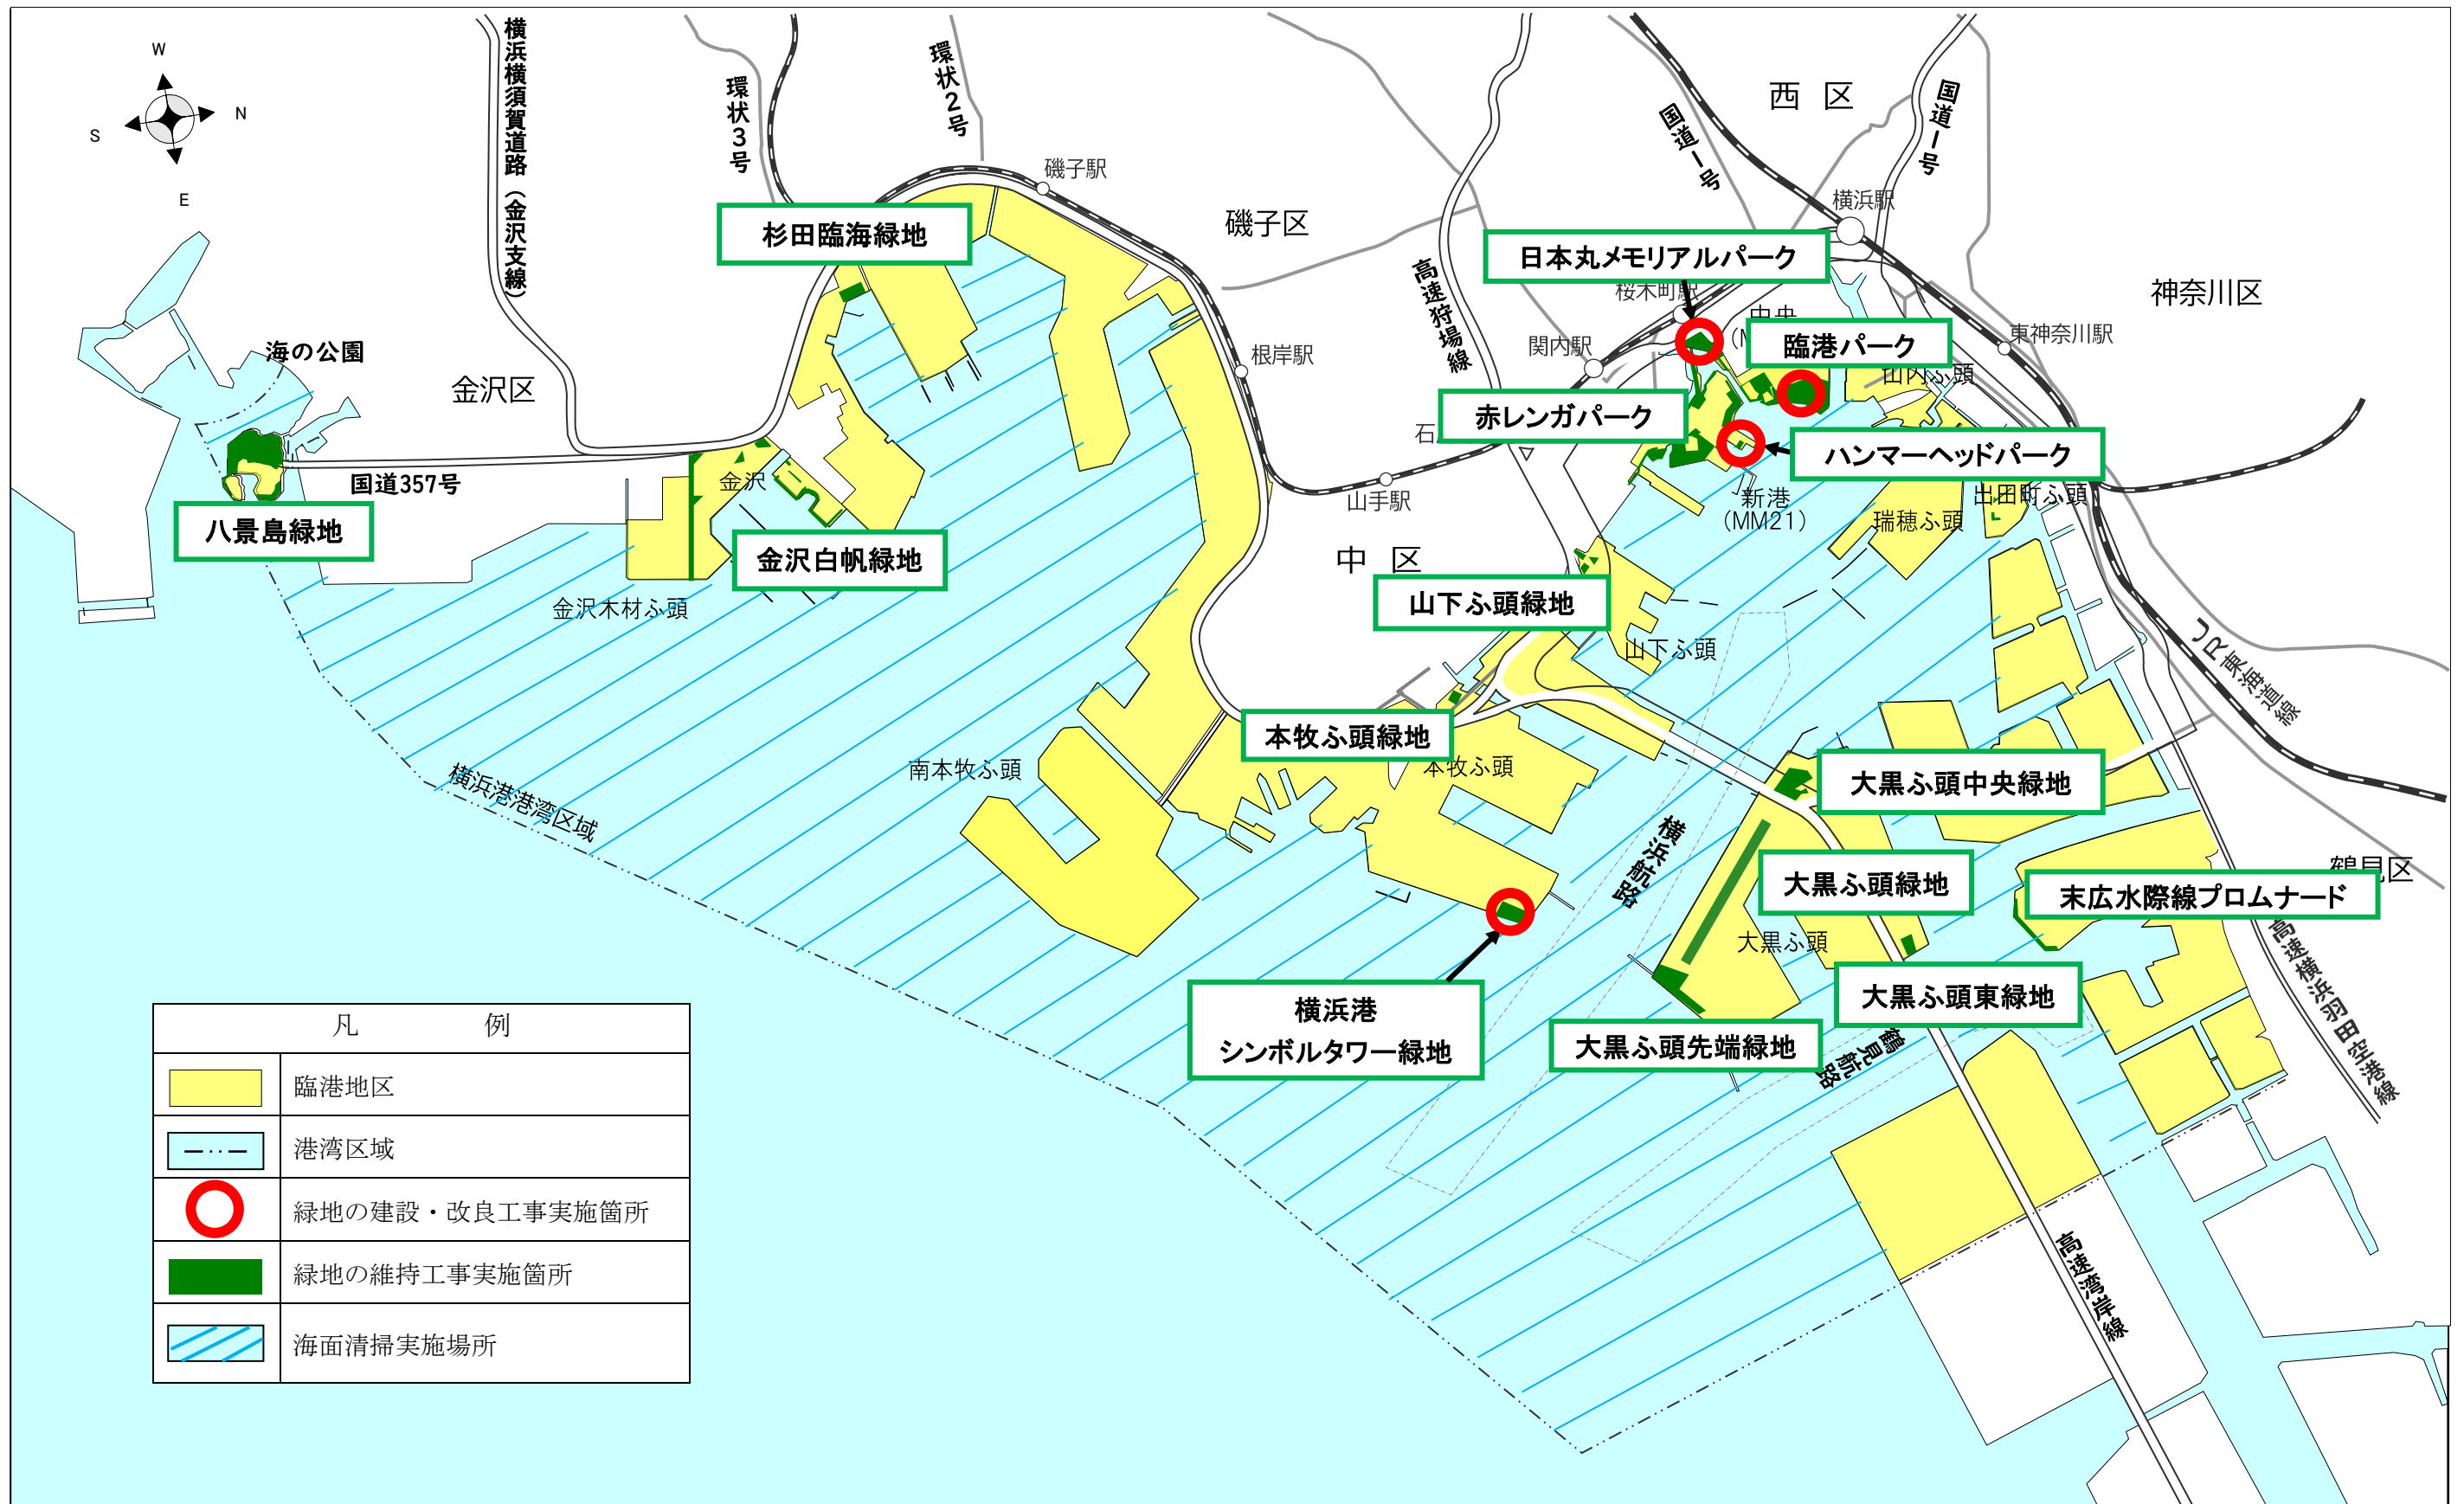 W
N
S
E
横浜横須賀道路（金沢支線）
環状３号
環状２号
磯子駅
磯子区
西 区
国道1号
国道1号
横浜駅
神奈川区
東神奈川駅
杉田臨海緑地
日本丸メモリアルパーク
桜木町駅
中央
臨港パーク
関内駅
山内ふ頭
高速狩場線
根岸駅
海の公園
金沢区
赤レンガパーク
ハンマーヘッドパーク
国道357号
金沢
山手駅
新港
（MM21）
瑞穂ふ頭
出田町ふ頭
八景島緑地
金沢白帆緑地
中 区
金沢木材ふ頭
山下ふ頭緑地
山下ふ頭
JR東海道線
本牧ふ頭緑地
本牧ふ頭
南本牧ふ頭
横浜港港湾区域
大黒ふ頭中央緑地
横浜航路
大黒ふ頭緑地
鶴見区
末広水際線プロムナード
大黒ふ頭
高速横浜羽田空港線
横浜港
シンボルタワー緑地
大黒ふ頭東緑地
大黒ふ頭先端緑地
鶴見航路
高速湾岸線
凡 例
臨港地区
港湾区域
緑地の建設・改良工事実施箇所
緑地の維持工事実施箇所
海面清掃実施場所